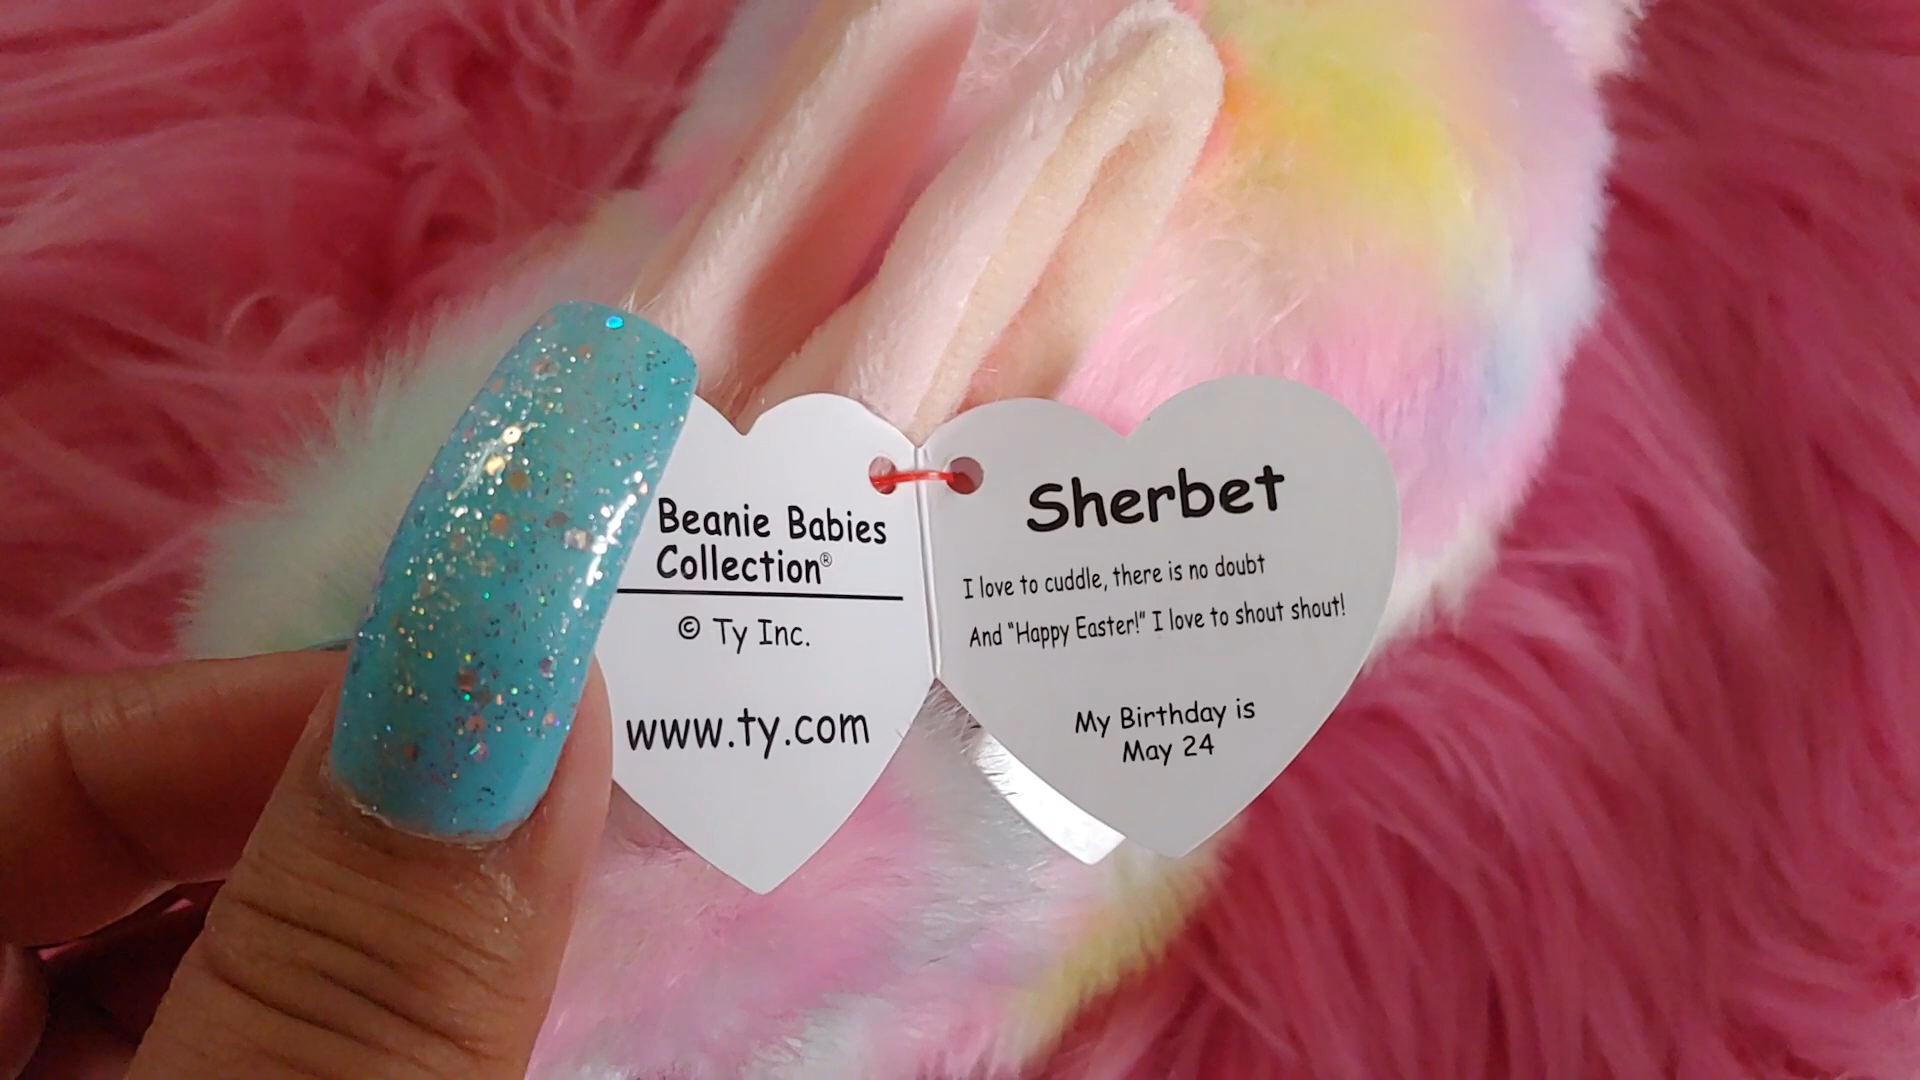 Beanie Babies
Collection®
© Ty Inc.
www.ty.com
Sherbet
I love to cuddle, there is no doubt
And "Happy Easter!" I love to shout shout!
My Birthday is
May 24